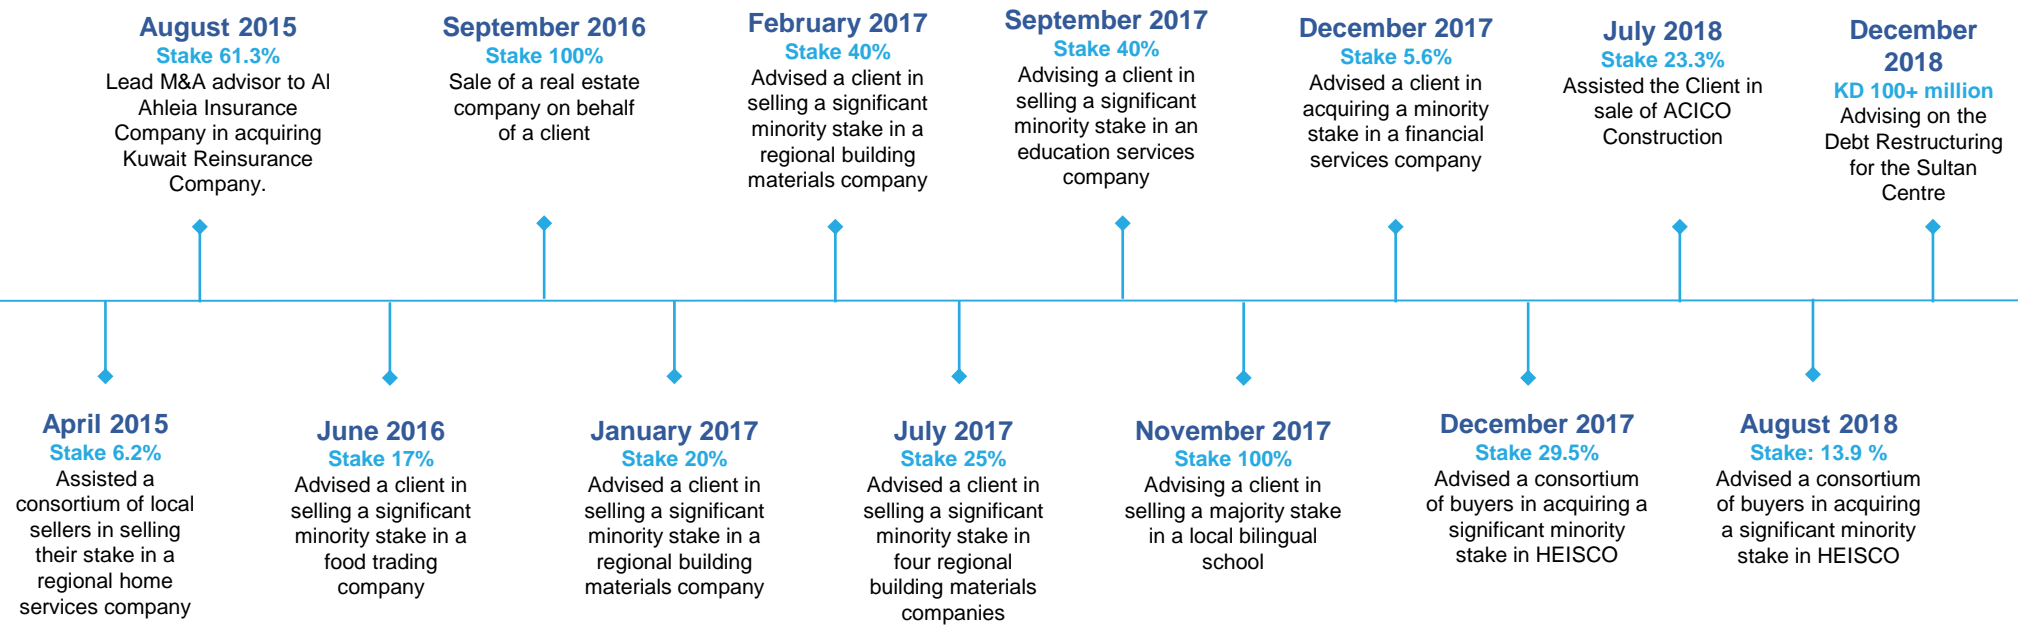 August 2015
Stake 61.3%
Lead M&A advisor to Al
Ahleia Insurance
Company in acquiring
Kuwait Reinsurance
Company.
September 2016
Stake 100%
Sale of a real estate
company on behalf
of a client
February 2017
Stake 40%
Advised a client in
selling a significant
minority stake in a
regional building
materials company
September 2017
Stake 40%
Advising a client in
selling a significant
minority stake in an
education services
company
December 2017
Stake 5.6%
Advised a client in
acquiring a minority
stake in a financial
services company
July 2018
Stake 23.3%
Assisted the Client in
sale of ACICO
Construction
December
2018
KD 100+ million
Advising on the
Debt Restructuring
for the Sultan
Centre
April 2015
Stake 6.2%
Assisted a
consortium of local
sellers in selling
their stake in a
regional home
services company
June 2016
Stake 17%
Advised a client in
selling a significant
minority stake in a
food trading
company
January 2017
Stake 20%
Advised a client in
selling a significant
minority stake in a
regional building
materials company
July 2017
Stake 25%
Advised a client in
selling a significant
minority stake in
four regional
building materials
companies
November 2017
Stake 100%
Advising a client in
selling a majority stake
in a local bilingual
school
December 2017
Stake 29.5%
Advised a consortium
of buyers in acquiring a
significant minority
stake in HEISCO
August 2018
Stake: 13.9 %
Advised a consortium
of buyers in acquiring
a significant minority
stake in HEISCO